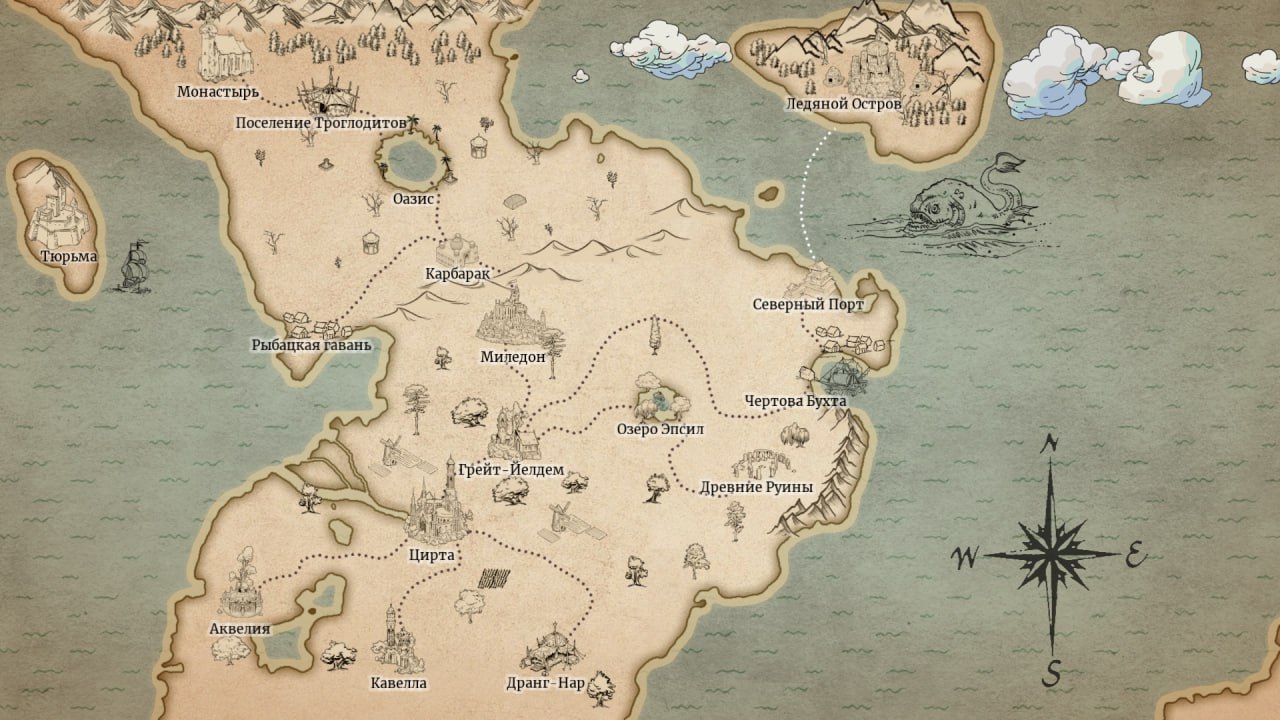 Монастырь
Ледяной Остров
Поселение Троглодитов
Оазис
Тюрьма
Карбарак
Северный Порт
Рыбацкая гавань
Миледон
Чертова Бухта
Озеро Эпсил
N
Грейт-Йелдем
Древние Руины
Цирта
W
E
Аквелия
S
Кавелла
Дранг-Нар